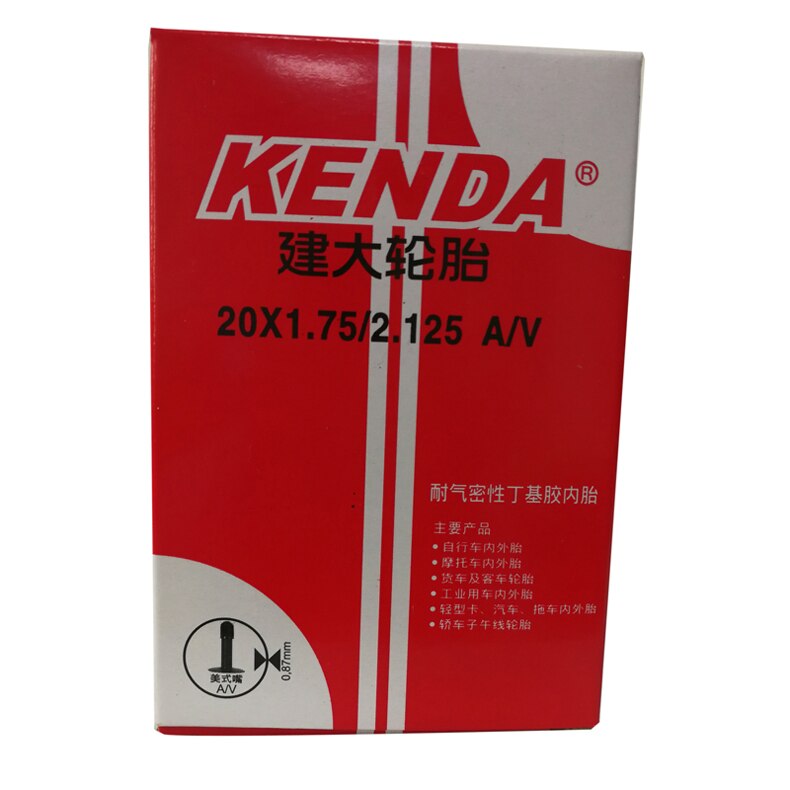 KENDA®
建大轮胎
20X1.75/2.125 A/V
耐气密性丁基胶内胎
主要产品
•自行车内外胎
•摩托车内外胎
•货车及客车轮胎
•工业用车内外胎
•轻型卡、汽车、拖车内外胎
•轿车子午线轮胎
美式嘴
A/V
0,87mm